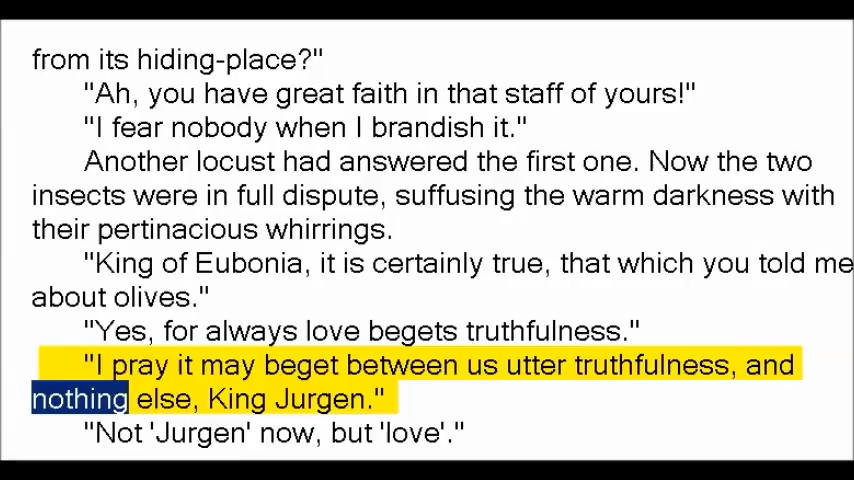 from its hiding-place?"
"Ah, you have great faith in that staff of yours!"
"I fear nobody when I brandish it."
Another locust had answered the first one. Now the two
insects were in full dispute, suffusing the warm darkness with
their pertinacious whirrings.
"King of Eubonia, it is certainly true, that which you told me
about olives."
"Yes, for always love begets truthfulness."
"I pray it may beget between us utter truthfulness, and
nothing else, King Jurgen."
"Not 'Jurgen' now, but 'love'."